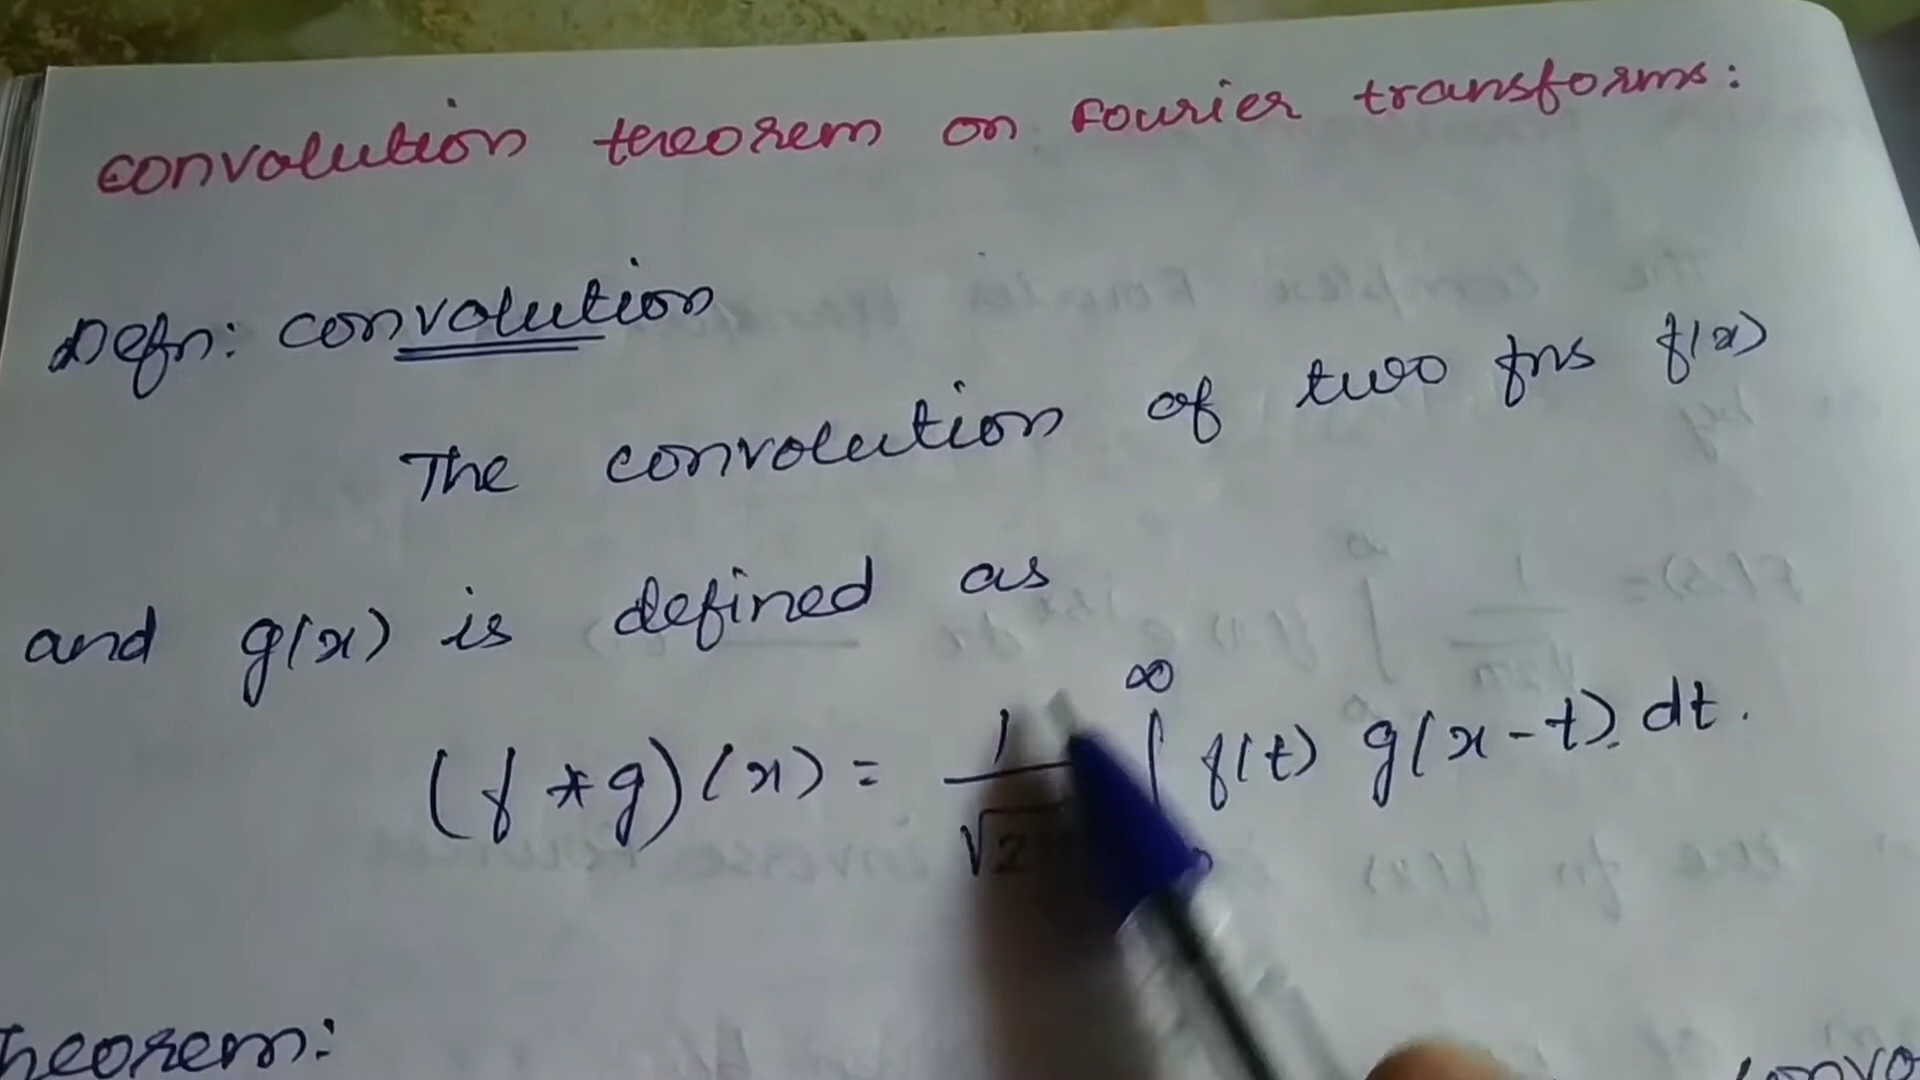 convolution theorem on Fourier transforms:
Defn: convolution
The convolution of two fns f(x)
and g(x) is defined as
(f * g)(x) = 1/√2 ∫ ∞ f(t) g(x-t). dt.
Theorem: